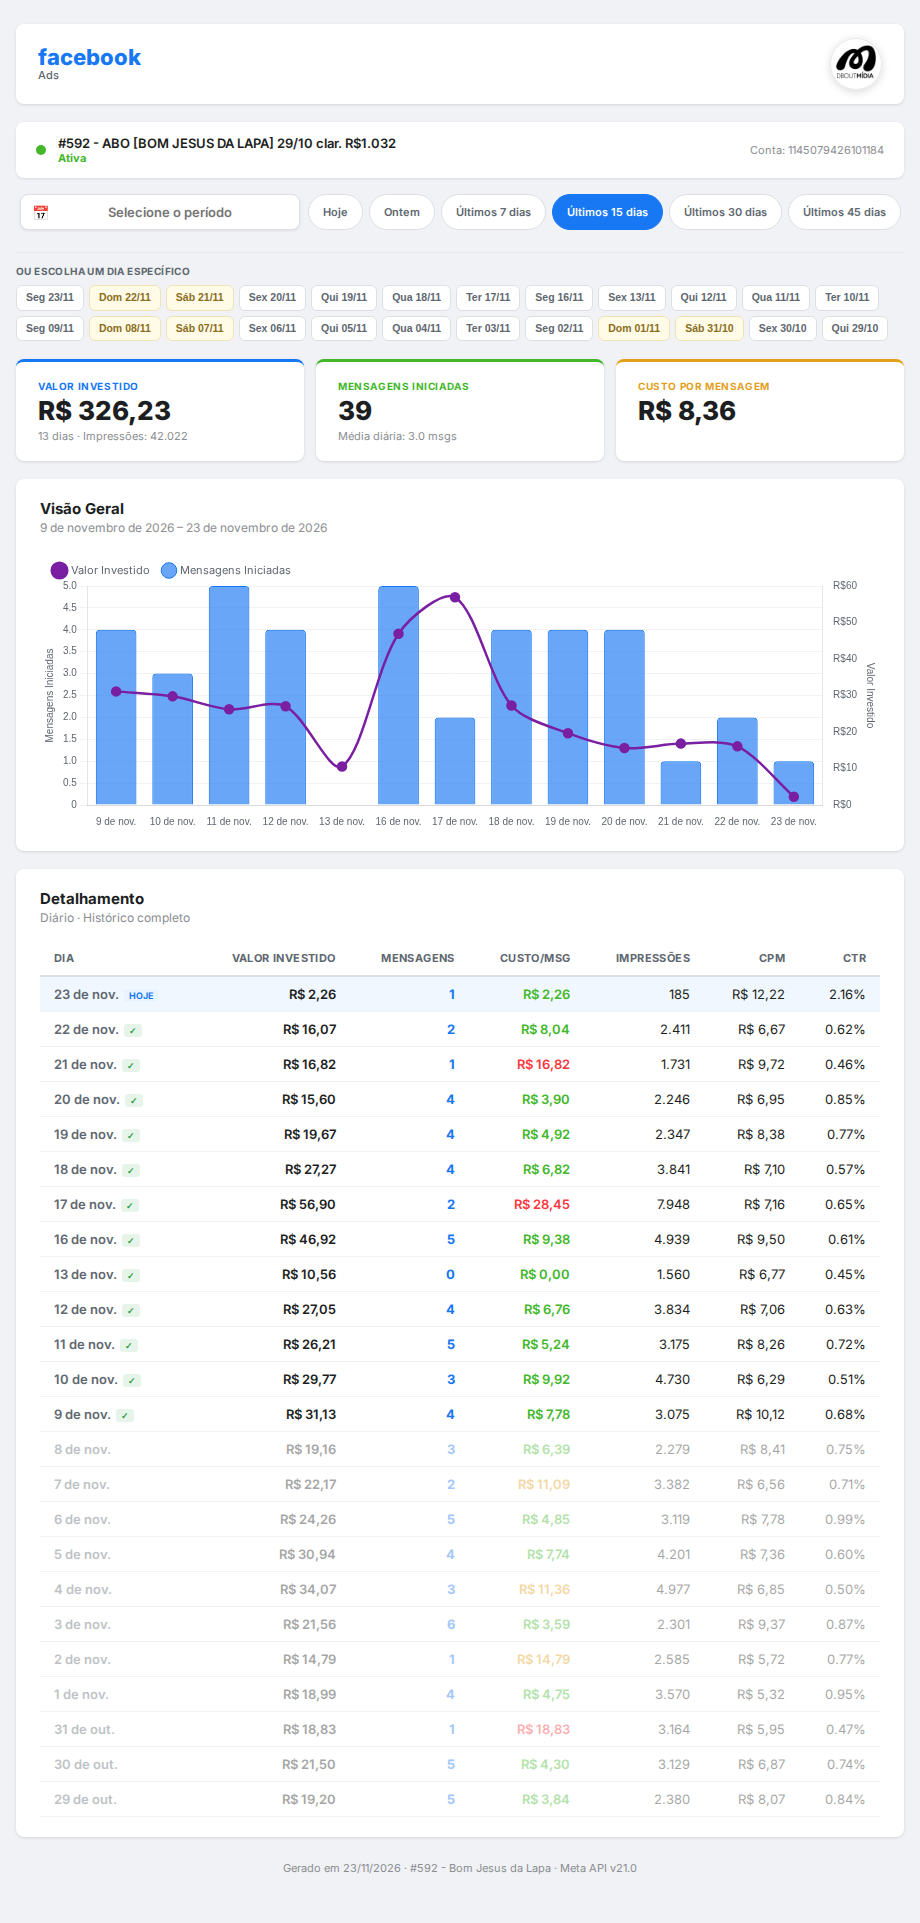 facebook
Ads
DBOUTMÍDIA
#592 - ABO [BOM JESUS DA LAPA] 29/10 clar. R$1.032
Ativa
Conta: 1145079426101184
Selecione o período
Hoje
Ontem
Últimos 7 dias
Últimos 15 dias
Últimos 30 dias
Últimos 45 dias
OU ESCOLHA UM DIA ESPECÍFICO
Seg 23/11 Dom 22/11 Sáb 21/11 Sex 20/11 Qui 19/11 Qua 18/11 Ter 17/11 Seg 16/11 Sex 13/11 Qui 12/11 Qua 11/11 Ter 10/11
Seg 09/11 Dom 08/11 Sáb 07/11 Sex 06/11 Qui 05/11 Qua 04/11 Ter 03/11 Seg 02/11 Dom 01/11 Sáb 31/10 Sex 30/10 Qui 29/10
VALOR INVESTIDO
R$ 326,23
13 dias · Impressões: 42.022
MENSAGENS INICIADAS
39
Média diária: 3.0 msgs
CUSTO POR MENSAGEM
R$ 8,36
Visão Geral
9 de novembro de 2026 – 23 de novembro de 2026
Valor Investido Mensagens Iniciadas
Mensagens Iniciadas
5.0
4.5
4.0
3.5
3.0
2.5
2.0
1.5
1.0
0.5
0
R$60
R$50
R$40
R$30
R$20
R$10
R$0
Valor Investido
9 de nov. 10 de nov. 11 de nov. 12 de nov. 13 de nov. 16 de nov. 17 de nov. 18 de nov. 19 de nov. 20 de nov. 21 de nov. 22 de nov. 23 de nov.
Detalhamento
Diário · Histórico completo
DIA VALOR INVESTIDO MENSAGENS CUSTO/MSG IMPRESSÕES CPM CTR
23 de nov. HOJE R$ 2,26 1 R$ 2,26 185 R$ 12,22 2.16%
22 de nov. ✓ R$ 16,07 2 R$ 8,04 2.411 R$ 6,67 0.62%
21 de nov. ✓ R$ 16,82 1 R$ 16,82 1.731 R$ 9,72 0.46%
20 de nov. ✓ R$ 15,60 4 R$ 3,90 2.246 R$ 6,95 0.85%
19 de nov. ✓ R$ 19,67 4 R$ 4,92 2.347 R$ 8,38 0.77%
18 de nov. ✓ R$ 27,27 4 R$ 6,82 3.841 R$ 7,10 0.57%
17 de nov. ✓ R$ 56,90 2 R$ 28,45 7.948 R$ 7,16 0.65%
16 de nov. ✓ R$ 46,92 5 R$ 9,38 4.939 R$ 9,50 0.61%
13 de nov. ✓ R$ 10,56 0 R$ 0,00 1.560 R$ 6,77 0.45%
12 de nov. ✓ R$ 27,05 4 R$ 6,76 3.834 R$ 7,06 0.63%
11 de nov. ✓ R$ 26,21 5 R$ 5,24 3.175 R$ 8,26 0.72%
10 de nov. ✓ R$ 29,77 3 R$ 9,92 4.730 R$ 6,29 0.51%
9 de nov. ✓ R$ 31,13 4 R$ 7,78 3.075 R$ 10,12 0.68%
8 de nov. R$ 19,16 3 R$ 6,39 2.279 R$ 8,41 0.75%
7 de nov. R$ 22,17 2 R$ 11,09 3.382 R$ 6,56 0.71%
6 de nov. R$ 24,26 5 R$ 4,85 3.119 R$ 7,78 0.99%
5 de nov. R$ 30,94 4 R$ 7,74 4.201 R$ 7,36 0.60%
4 de nov. R$ 34,07 3 R$ 11,36 4.977 R$ 6,85 0.50%
3 de nov. R$ 21,56 6 R$ 3,59 2.301 R$ 9,37 0.87%
2 de nov. R$ 14,79 1 R$ 14,79 2.585 R$ 5,72 0.77%
1 de nov. R$ 18,99 4 R$ 4,75 3.570 R$ 5,32 0.95%
31 de out. R$ 18,83 1 R$ 18,83 3.164 R$ 5,95 0.47%
30 de out. R$ 21,50 5 R$ 4,30 3.129 R$ 6,87 0.74%
29 de out. R$ 19,20 5 R$ 3,84 2.380 R$ 8,07 0.84%
Gerado em 23/11/2026 · #592 - Bom Jesus da Lapa · Meta API v21.0